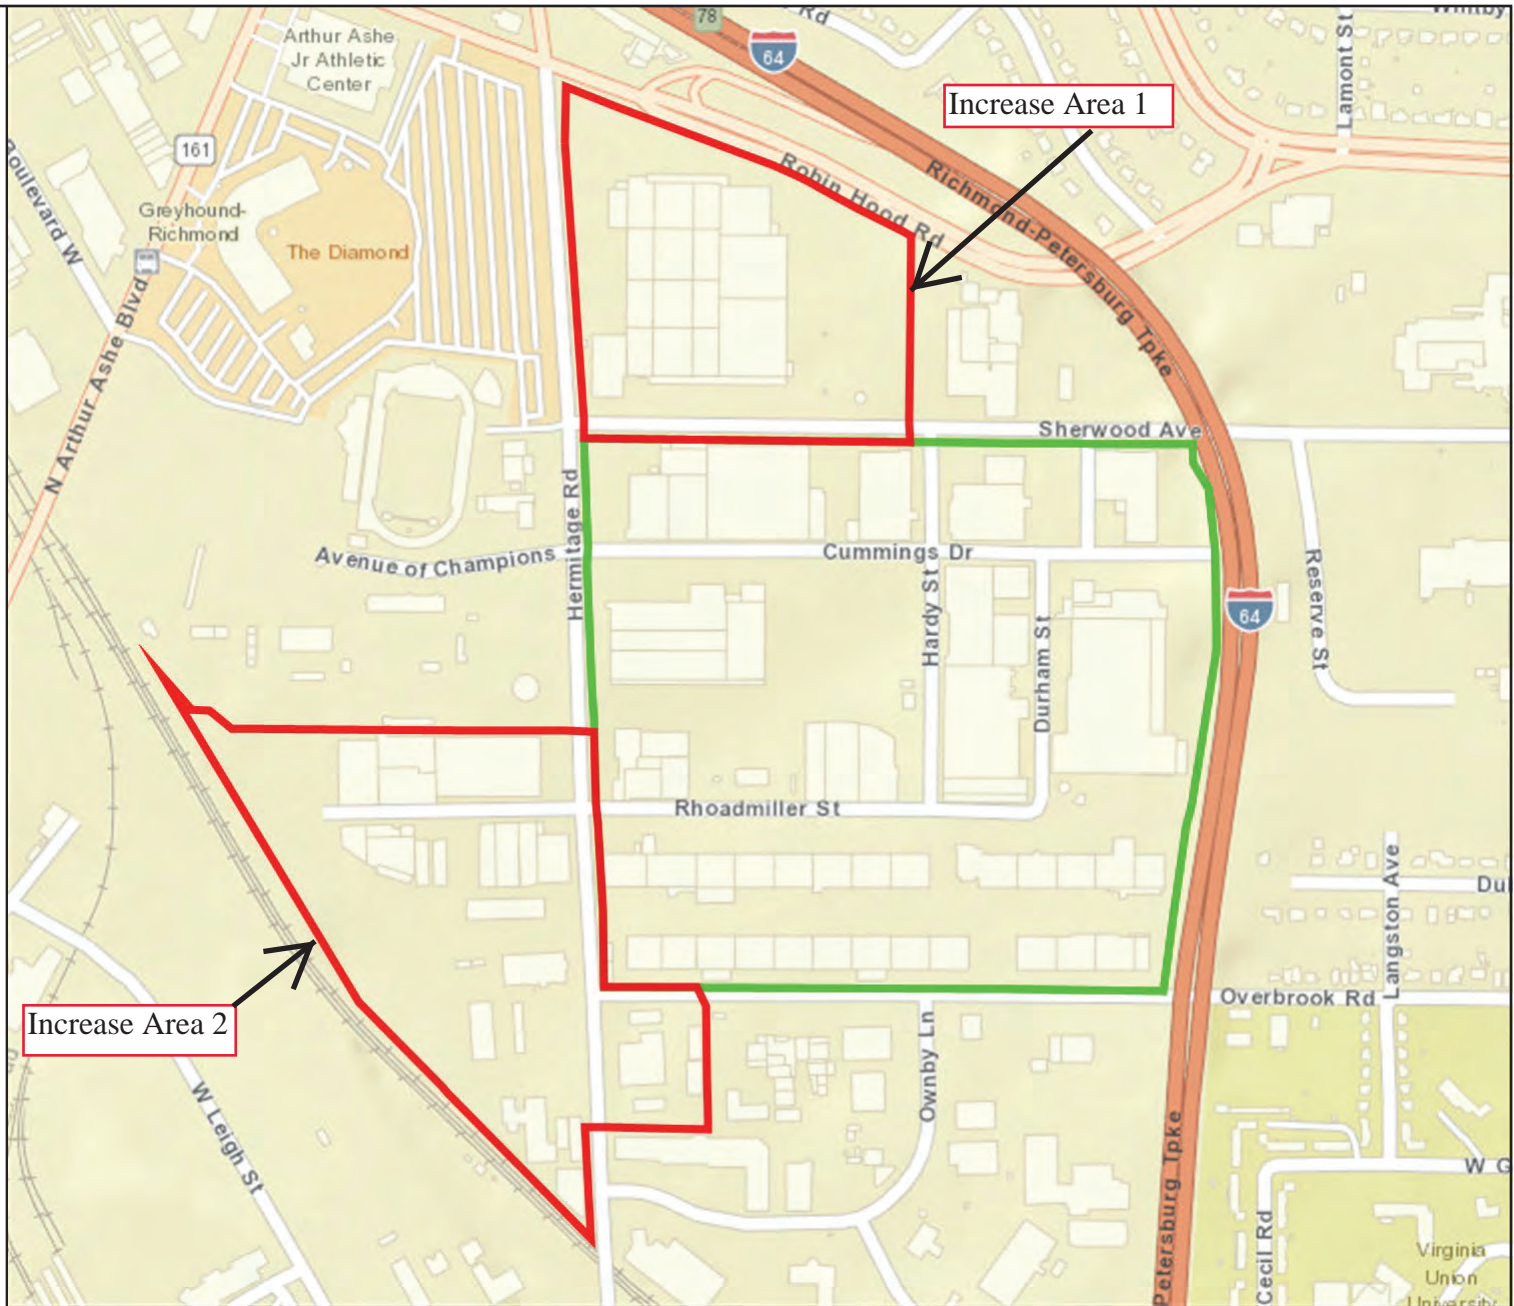 78
Rd
64
Lamont St
Arthur Ashe
Jr Athletic
Center
Increase Area 1
161
Boulevard W
Robin Hood Rd
Richmond-Petersburg Tpke
Greyhound-
Richmond
The Diamond
N Arthur Ashe Blvd
Sherwood Ave
Hermitage Rd
Avenue of Champions
Cummings Dr
Hardy St
Durham St
64
Reserve St
Rhoadmiller St
Langston Ave
Overbrook Rd
Increase Area 2
Ownby Ln
W Leigh St
Petersburg Tpke
W G
Cecil Rd
Virginia
Union
University